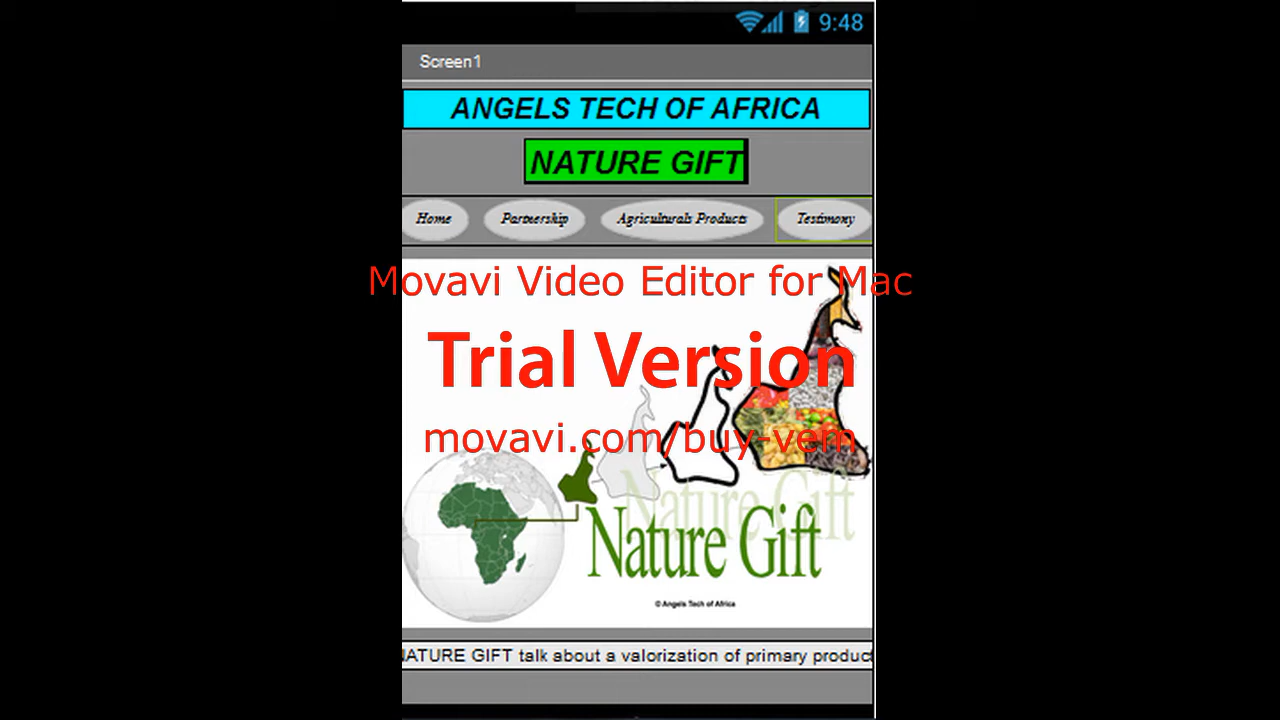 9:48
Screen1
ANGELS TECH OF AFRICA
NATURE GIFT
Home Partnership Agriculturals Products Testimony
Movavi Video Editor for Mac
Trial Version
movavi.com/buy-vem
Nature Gift
Nature Gift
© Angels Tech of Africa
NATURE GIFT talk about a valorization of primary product